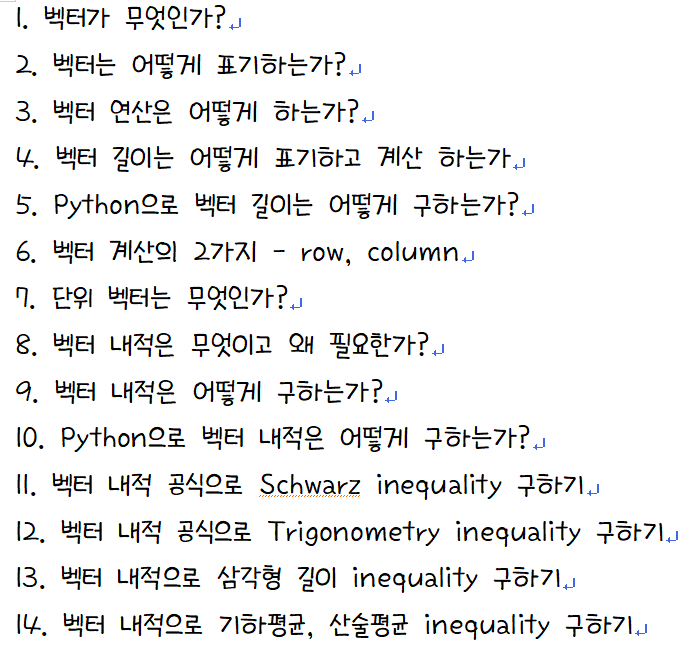 1. 벡터가 무엇인가?
2. 벡터는 어떻게 표기하는가?
3. 벡터 연산은 어떻게 하는가?
4. 벡터 길이는 어떻게 표기하고 계산 하는가
5. Python으로 벡터 길이는 어떻게 구하는가?
6. 벡터 계산의 2가지 - row, column
7. 단위 벡터는 무엇인가?
8. 벡터 내적은 무엇이고 왜 필요한가?
9. 벡터 내적은 어떻게 구하는가?
10. Python으로 벡터 내적은 어떻게 구하는가?
11. 벡터 내적 공식으로 Schwarz inequality 구하기
12. 벡터 내적 공식으로 Trigonometry inequality 구하기
13. 벡터 내적으로 삼각형 길이 inequality 구하기
14. 벡터 내적으로 기하평균, 산술평균 inequality 구하기